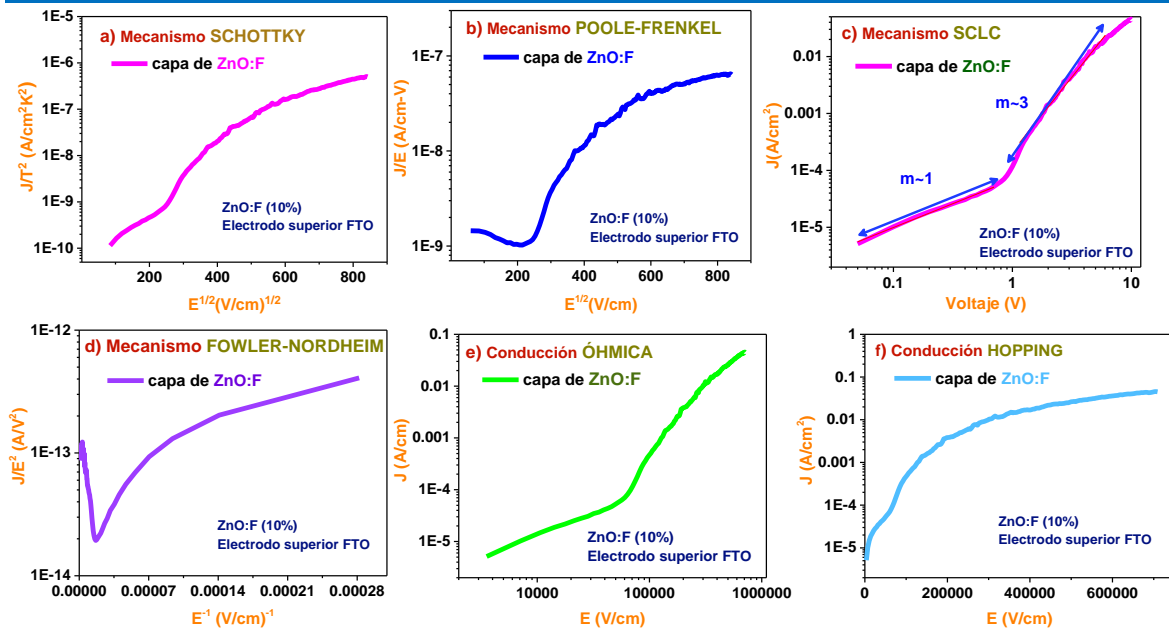 a) Mecanismo SCHOTTKY
capa de ZnO:F
J/T² (A/cm²K²)
1E-5
1E-6
1E-7
1E-8
1E-9
1E-10
ZnO:F (10%)
Electrodo superior FTO
200 400 600 800
E¹/²(V/cm)¹/²
b) Mecanismo POOLE-FRENKEL
capa de ZnO:F
J/E (A/cm-V)
1E-7
1E-8
1E-9
ZnO:F (10%)
Electrodo superior FTO
0 200 400 600 800
E¹/²(V/cm)
c) Mecanismo SCLC
capa de ZnO:F
J(A/cm²)
0.01
0.001
1E-4
1E-5
m~3
m~1
ZnO:F (10%)
Electrodo superior FTO
0.1 1 10
Voltaje (V)
d) Mecanismo FOWLER-NORDHEIM
capa de ZnO:F
J/E² (A/V²)
1E-12
1E-13
1E-14
ZnO:F (10%)
Electrodo superior FTO
0.00000 0.00007 0.00014 0.00021 0.00028
E⁻¹ (V/cm)⁻¹
e) Conducción ÓHMICA
capa de ZnO:F
J (A/cm)
0.1
0.01
0.001
1E-4
1E-5
ZnO:F (10%)
Electrodo superior FTO
10000 100000 1000000
E (V/cm)
f) Conducción HOPPING
capa de ZnO:F
J (A/cm²)
1
0.1
0.01
0.001
1E-4
1E-5
ZnO:F (10%)
Electrodo superior FTO
0 200000 400000 600000
E (V/cm)